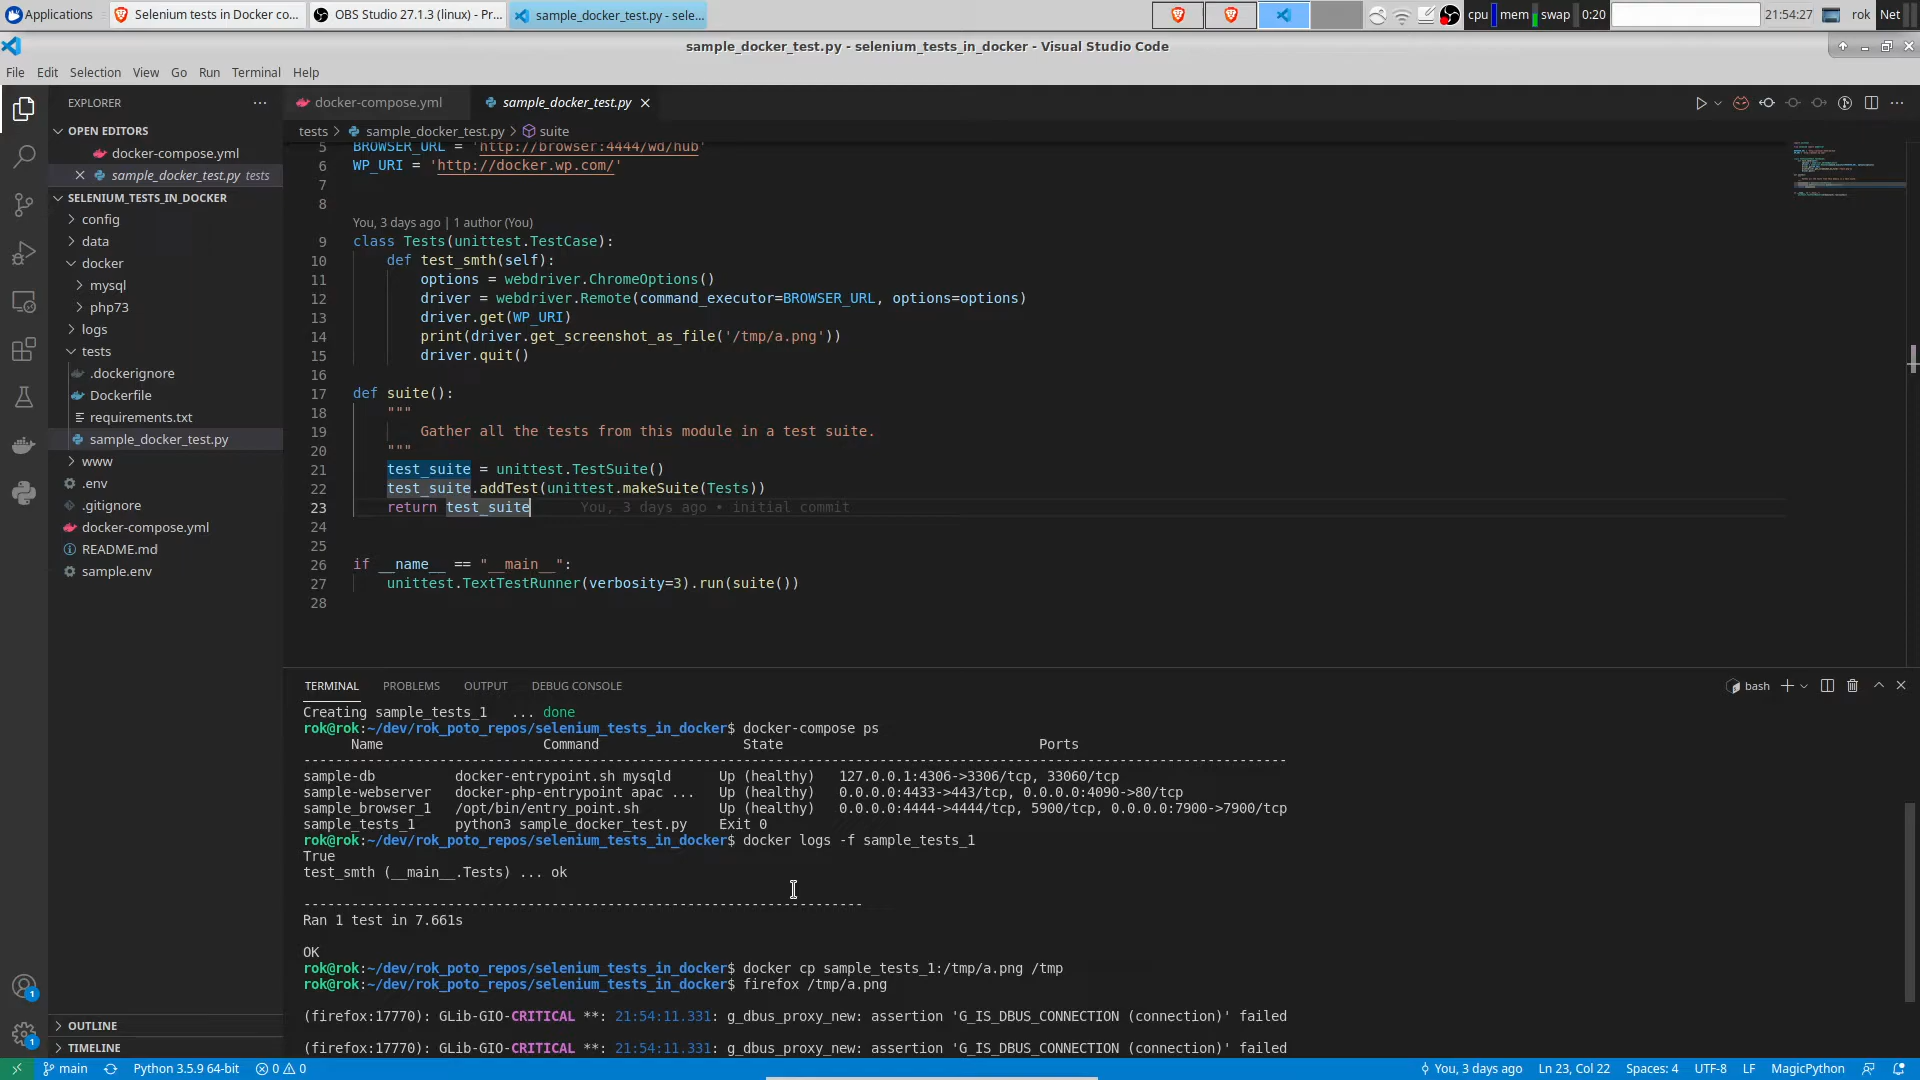 Applications
Selenium tests in Docker co...
OBS Studio 27.1.3 (linux) - Pr...
sample_docker_test.py - sele...
cpu
mem
swap
0:20
21:54:27
rok
Net
sample_docker_test.py - selenium_tests_in_docker - Visual Studio Code
File Edit Selection View Go Run Terminal Help
EXPLORER
OPEN EDITORS
docker-compose.yml
sample_docker_test.py tests
SELENIUM_TESTS_IN_DOCKER
config
data
docker
mysql
php73
logs
tests
.dockerignore
Dockerfile
requirements.txt
sample_docker_test.py
www
.env
.gitignore
docker-compose.yml
README.md
sample.env
OUTLINE
TIMELINE
docker-compose.yml
sample_docker_test.py
tests > sample_docker_test.py > suite
5 BROWSER_URL = 'http://browser:4444/wd/hub'
6 WP_URI = 'http://docker.wp.com/'
7
8
You, 3 days ago | 1 author (You)
9 class Tests(unittest.TestCase):
10 def test_smth(self):
11 options = webdriver.ChromeOptions()
12 driver = webdriver.Remote(command_executor=BROWSER_URL, options=options)
13 driver.get(WP_URI)
14 print(driver.get_screenshot_as_file('/tmp/a.png'))
15 driver.quit()
16
17 def suite():
18 """
19 Gather all the tests from this module in a test suite.
20 """
21 test_suite = unittest.TestSuite()
22 test_suite.addTest(unittest.makeSuite(Tests))
23 return test_suite You, 3 days ago • initial commit
24
25
26 if __name__ == "__main__":
27 unittest.TextTestRunner(verbosity=3).run(suite())
28
TERMINAL PROBLEMS OUTPUT DEBUG CONSOLE
bash
Creating sample_tests_1 ... done
rok@rok:~/dev/rok_poto_repos/selenium_tests_in_docker$ docker-compose ps
Name Command State Ports
------------------------------------------------------------------------------------------------------------------------
sample-db docker-entrypoint.sh mysqld Up (healthy) 127.0.0.1:4306->3306/tcp, 33060/tcp
sample-webserver docker-php-entrypoint apac ... Up (healthy) 0.0.0.0:4433->443/tcp, 0.0.0.0:4090->80/tcp
sample_browser_1 /opt/bin/entry_point.sh Up (healthy) 0.0.0.0:4444->4444/tcp, 5900/tcp, 0.0.0.0:7900->7900/tcp
sample_tests_1 python3 sample_docker_test.py Exit 0
rok@rok:~/dev/rok_poto_repos/selenium_tests_in_docker$ docker logs -f sample_tests_1
True
test_smth (__main__.Tests) ... ok
----------------------------------------------------------------------
Ran 1 test in 7.661s
OK
rok@rok:~/dev/rok_poto_repos/selenium_tests_in_docker$ docker cp sample_tests_1:/tmp/a.png /tmp
rok@rok:~/dev/rok_poto_repos/selenium_tests_in_docker$ firefox /tmp/a.png
(firefox:17770): GLib-GIO-CRITICAL **: 21:54:11.331: g_dbus_proxy_new: assertion 'G_IS_DBUS_CONNECTION (connection)' failed
(firefox:17770): GLib-GIO-CRITICAL **: 21:54:11.331: g_dbus_proxy_new: assertion 'G_IS_DBUS_CONNECTION (connection)' failed
1
1
main
Python 3.5.9 64-bit
0
0
You, 3 days ago
Ln 23, Col 22
Spaces: 4
UTF-8
LF
MagicPython